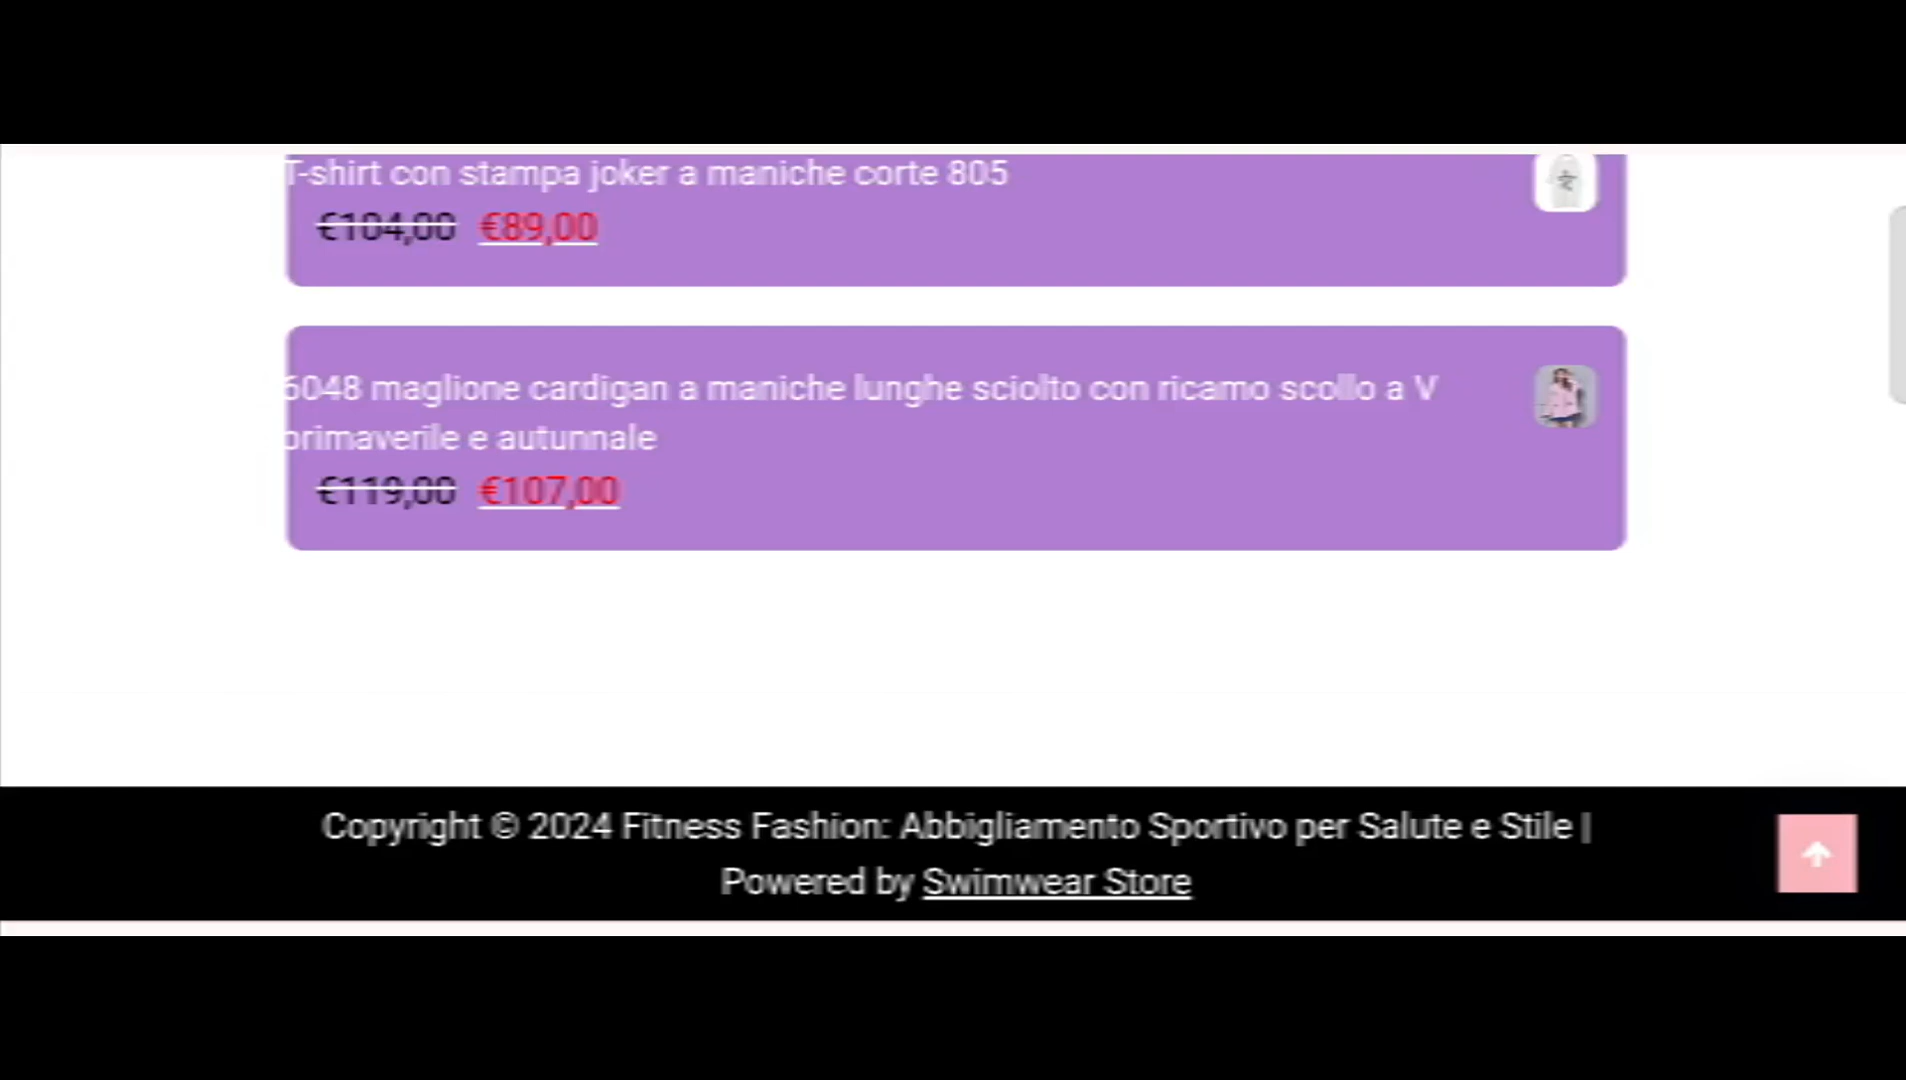 T-shirt con stampa joker a maniche corte 805
€104,00 €89,00
6048 maglione cardigan a maniche lunghe sciolto con ricamo scollo a V
primaverile e autunnale
€119,00 €107,00
Copyright © 2024 Fitness Fashion: Abbigliamento Sportivo per Salute e Stile |
Powered by Swimwear Store